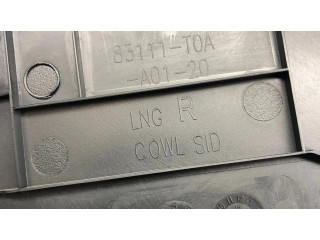 83111-T0A
-A01-20
LNG R
COWL SID